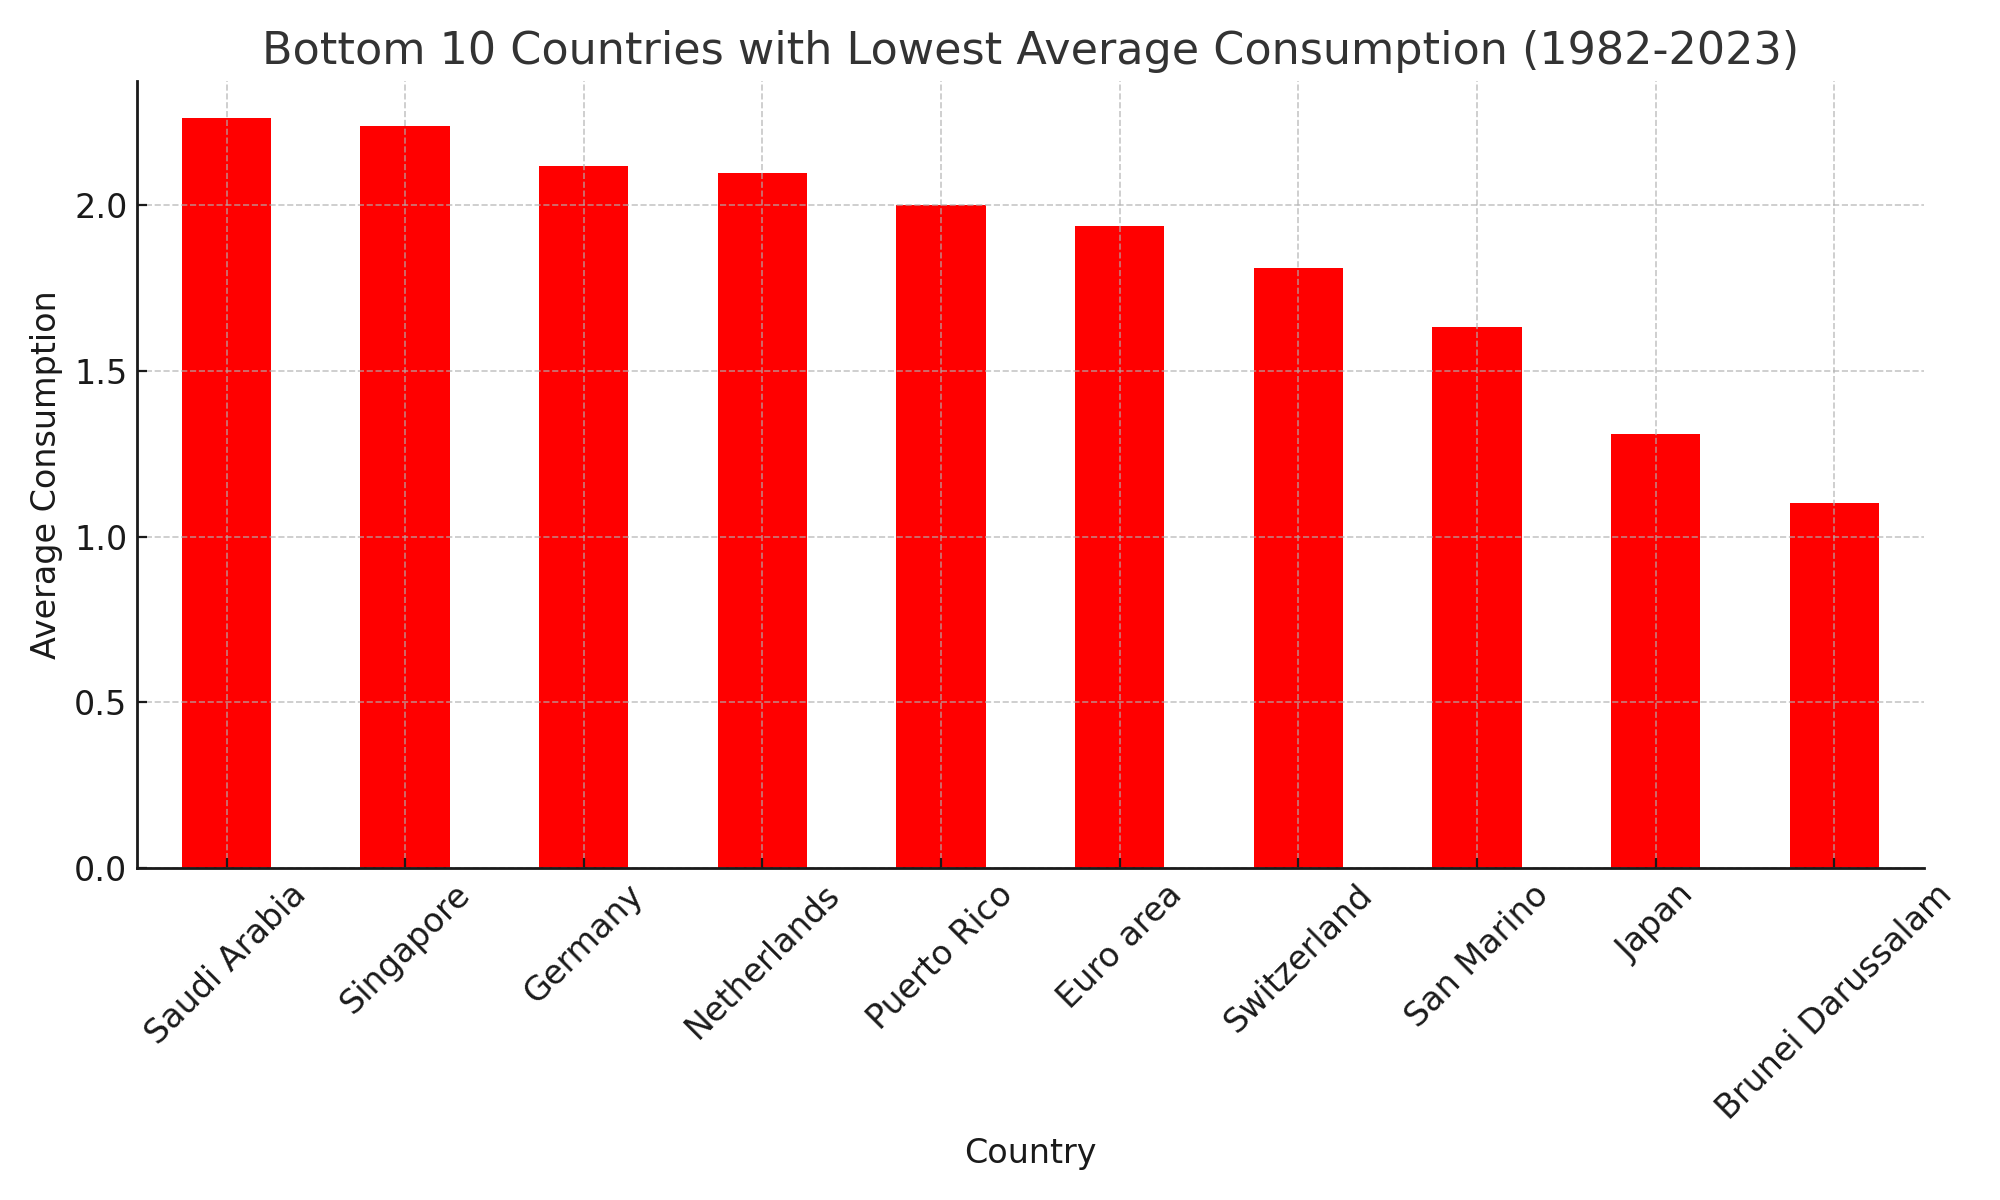 Bottom 10 Countries with Lowest Average Consumption (1982-2023)
Average Consumption
2.0
1.5
1.0
0.5
0.0
Saudi Arabia
Singapore
Germany
Netherlands
Puerto Rico
Euro area
Switzerland
San Marino
Japan
Brunei Darussalam
Country